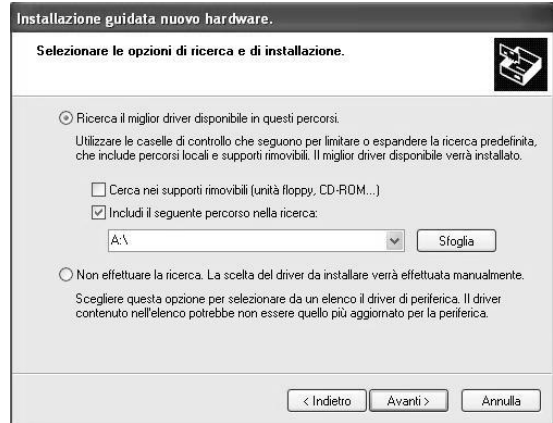 Installazione guidata nuovo hardware.
Selezionare le opzioni di ricerca e di installazione.
Ricerca il miglior driver disponibile in questi percorsi.
Utilizzare le caselle di controllo che seguono per limitare o espandere la ricerca predefinita,
che include percorsi locali e supporti rimovibili. Il miglior driver disponibile verrà installato.
Cerca nei supporti rimovibili (unità floppy, CD-ROM...)
Includi il seguente percorso nella ricerca:
A:\
Sfoglia
Non effettuare la ricerca. La scelta del driver da installare verrà effettuata manualmente.
Scegliere questa opzione per selezionare da un elenco il driver di periferica. Il driver
contenuto nell'elenco potrebbe non essere quello più aggiornato per la periferica.
< Indietro
Avanti >
Annulla